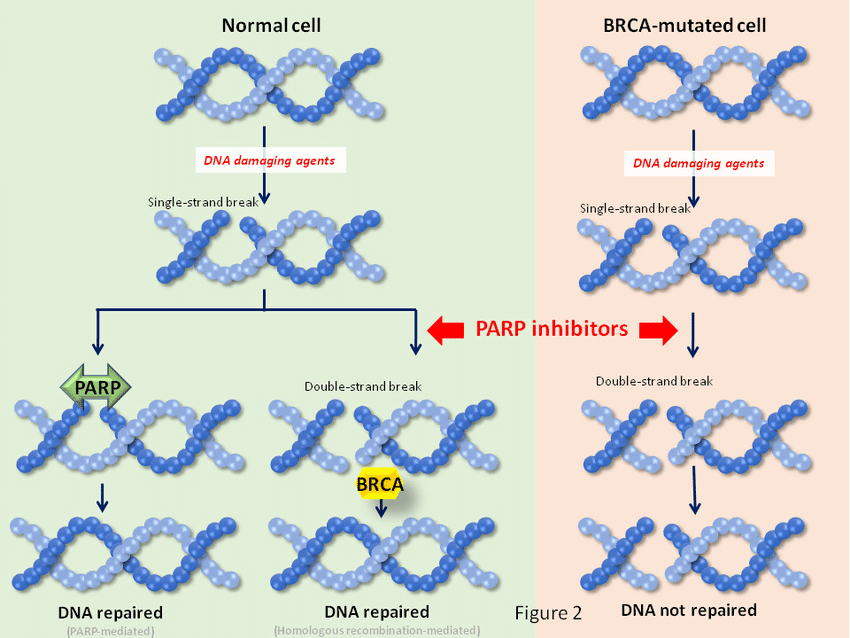 Normal cell
BRCA-mutated cell
DNA damaging agents
DNA damaging agents
Single-strand break
Single-strand break
PARP inhibitors
PARP
Double-strand break
Double-strand break
BRCA
DNA repaired
(PARP-mediated)
DNA repaired
(Homologous recombination-mediated)
Figure 2
DNA not repaired